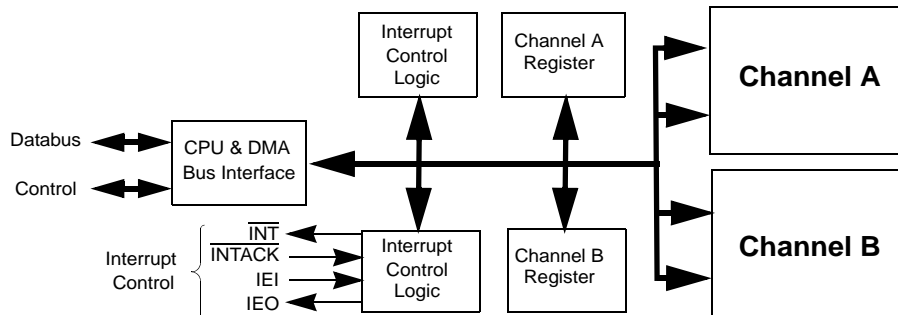 Interrupt
Control
Logic
Channel A
Register
Channel A
Databus
CPU & DMA
Bus Interface
Control
Interrupt
Control
INT
INTACK
IEI
IEO
Interrupt
Control
Logic
Channel B
Register
Channel B